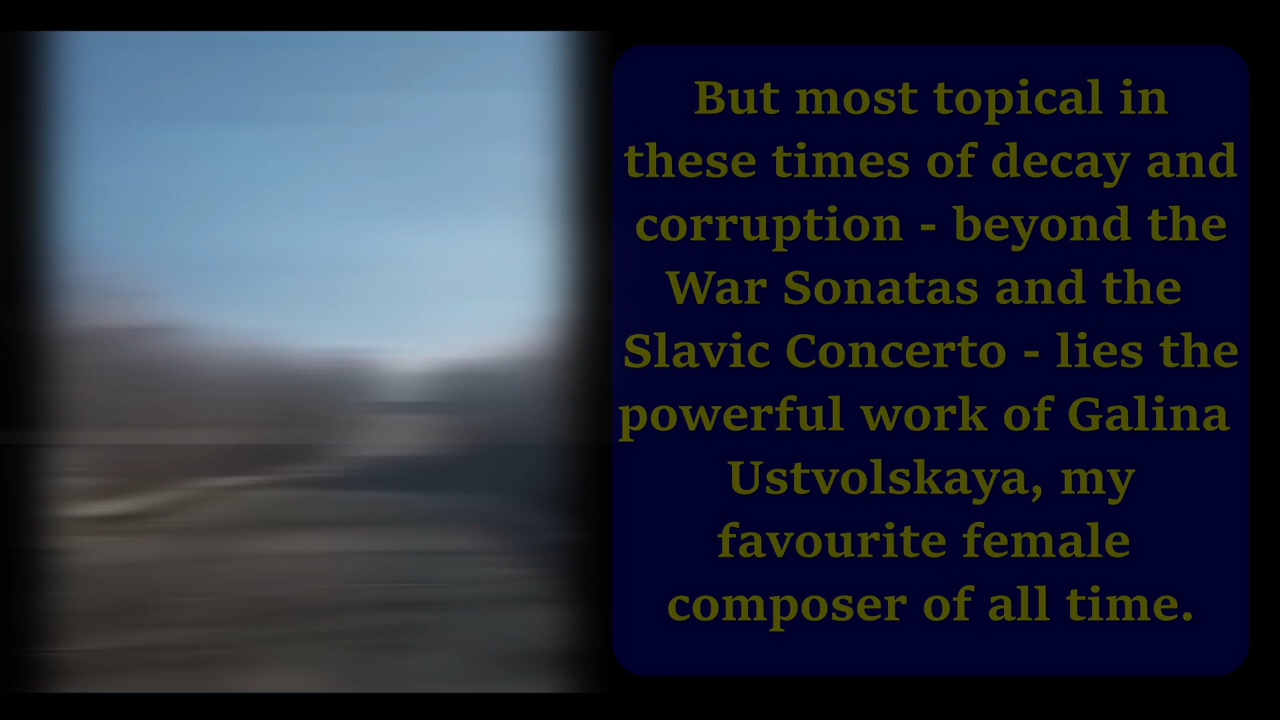 But most topical in
these times of decay and
corruption - beyond the
War Sonatas and the
Slavic Concerto - lies the
powerful work of Galina
Ustvolskaya, my
favourite female
composer of all time.